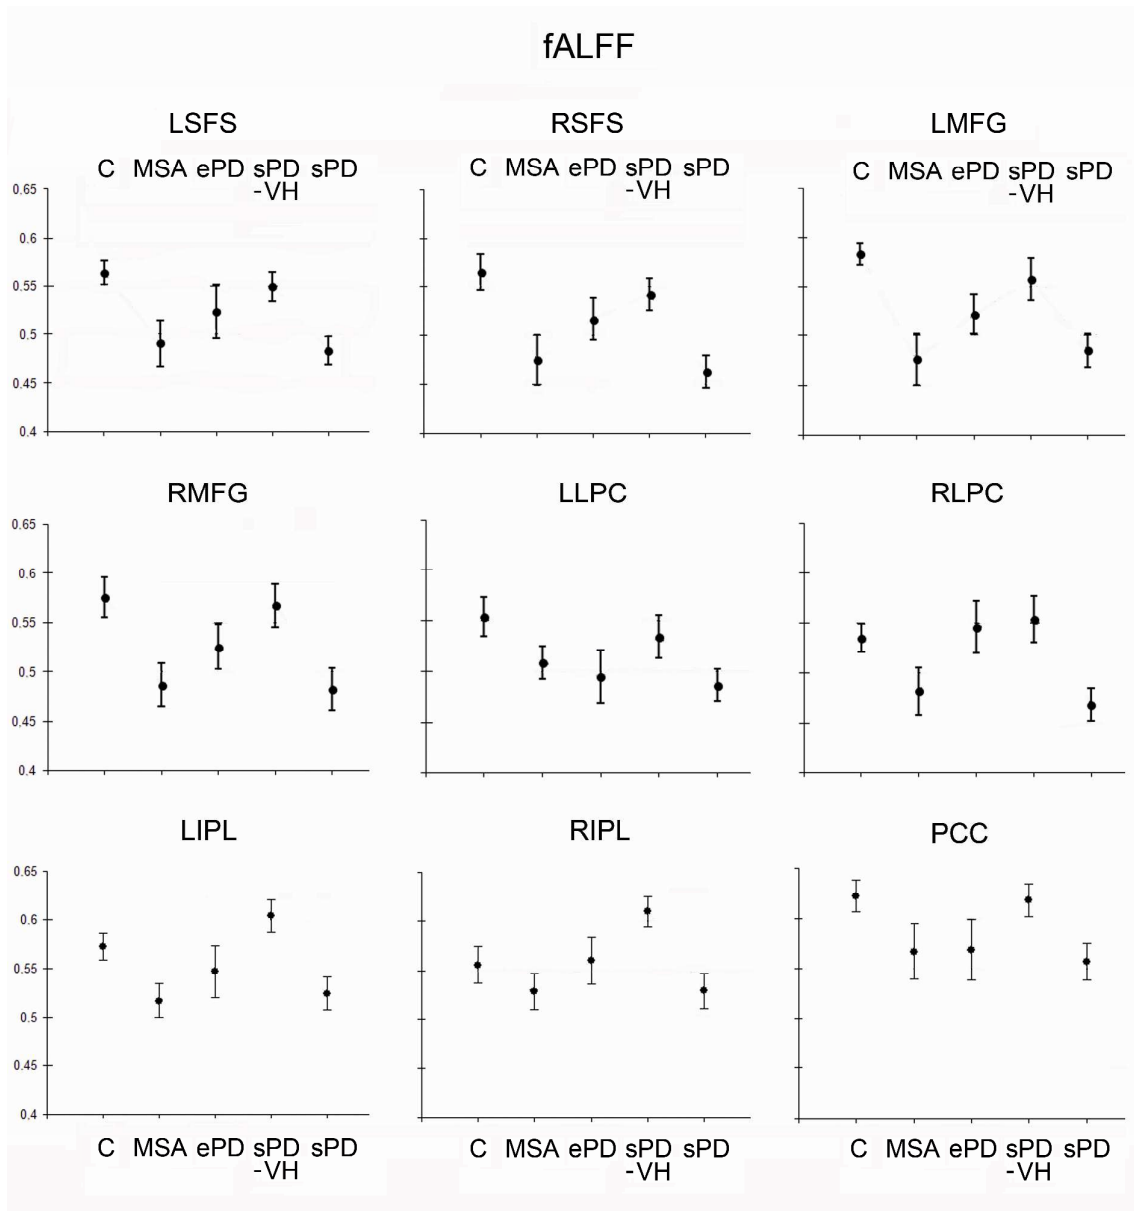 fALFF
LSFS RSFS LMFG
C MSA ePD sPD sPD C MSA ePD sPD sPD C MSA ePD sPD sPD
-VH -VH -VH
0.65
0.6
0.55
0.5
0.45
0.4
RMFG LLPC RLPC
0.65
0.6
0.55
0.5
0.45
0.4
LIPL RIPL PCC
0.65
0.6
0.55
0.5
0.45
0.4
C MSA ePD sPD sPD C MSA ePD sPD sPD C MSA ePD sPD sPD
-VH -VH -VH